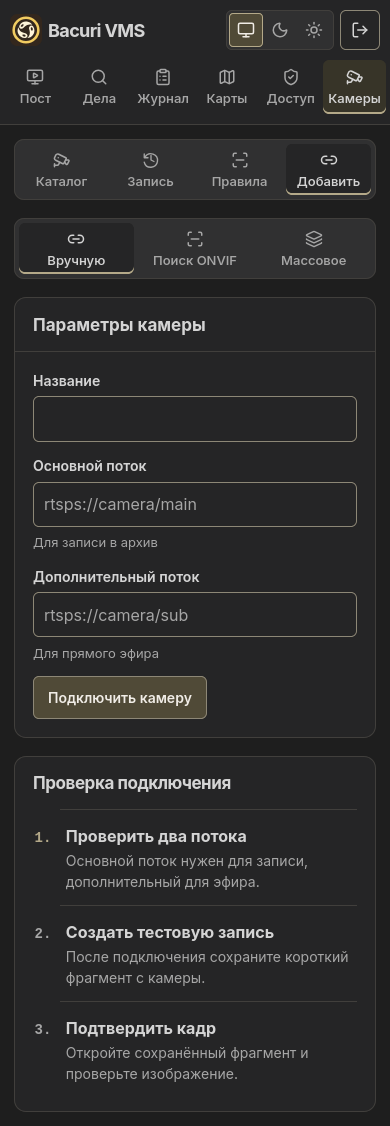 Bacuri VMS
Пост
Дела
Журнал
Карты
Доступ
Камеры
Каталог
Запись
Правила
Добавить
Вручную
Поиск ONVIF
Массовое
Параметры камеры
Название
Основной поток
rtsps://camera/main
Для записи в архив
Дополнительный поток
rtsps://camera/sub
Для прямого эфира
Подключить камеру
Проверка подключения
1. Проверить два потока
Основной поток нужен для записи,
дополнительный для эфира.
2. Создать тестовую запись
После подключения сохраните короткий
фрагмент с камеры.
3. Подтвердить кадр
Откройте сохранённый фрагмент и
проверьте изображение.